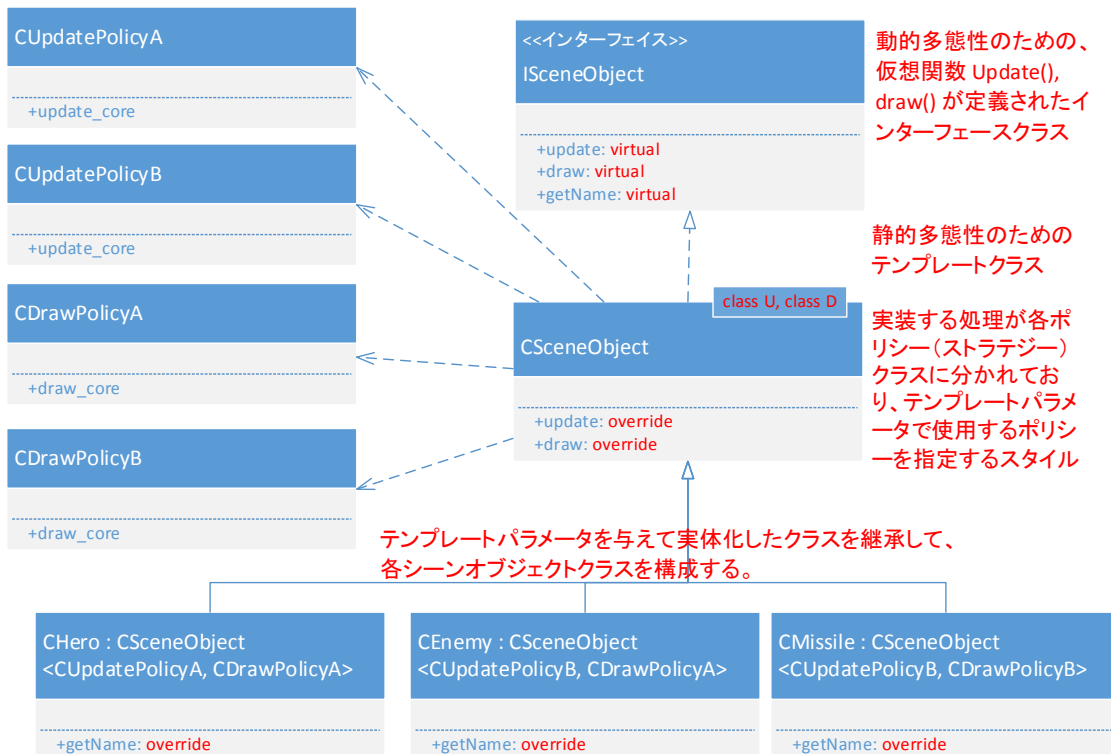 CUpdatePolicyA
+update_core
CUpdatePolicyB
+update_core
CDrawPolicyA
+draw_core
CDrawPolicyB
+draw_core
<<インターフェイス>>
ISceneObject
+update: virtual
+draw: virtual
+getName: virtual
動的多態性のための、
仮想関数 Update(),
draw() が定義されたイ
ンターフェースクラス
静的多態性のための
テンプレートクラス
class U, class D
CSceneObject
+update: override
+draw: override
実装する処理が各ポ
リシー(ストラテジー)
クラスに分かれてお
り、テンプレートパラメ
ータで使用するポリシ
ーを指定するスタイル
テンプレートパラメータを与えて実体化したクラスを継承して、
各シーンオブジェクトクラスを構成する。
CHero : CSceneObject
<CUpdatePolicyA, CDrawPolicyA>
+getName: override
CEnemy : CSceneObject
<CUpdatePolicyB, CDrawPolicyA>
+getName: override
CMissile : CSceneObject
<CUpdatePolicyB, CDrawPolicyB>
+getName: override